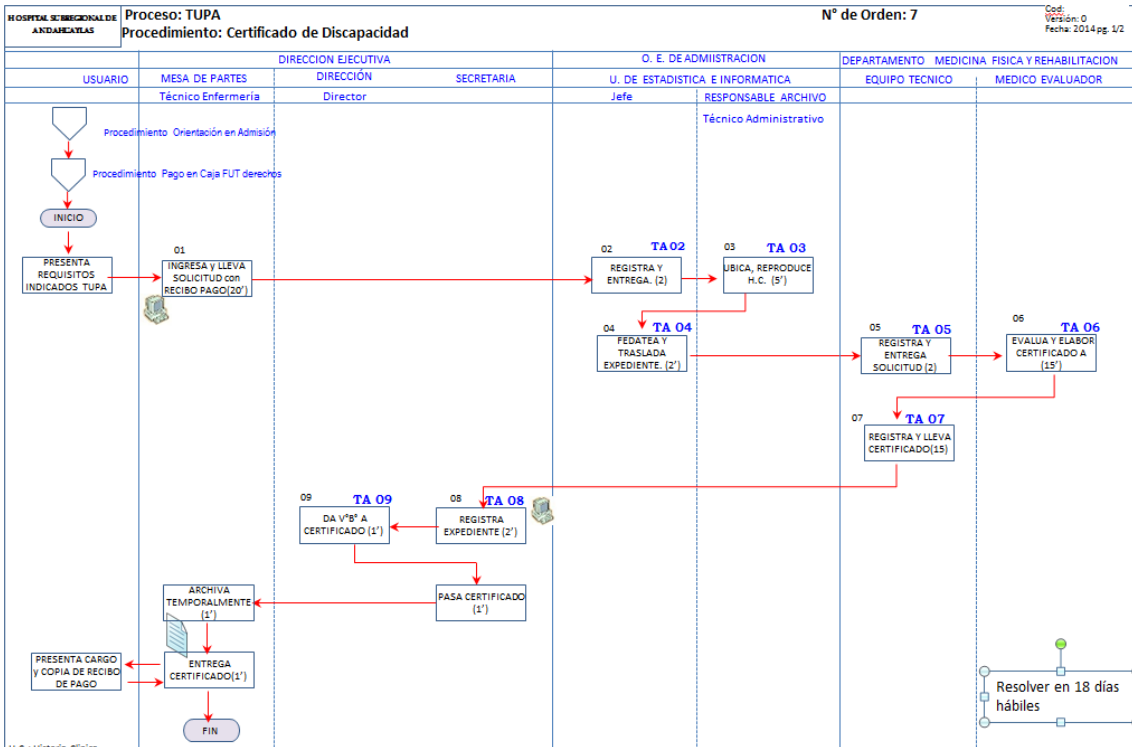 HOSPITAL SUBREGIONAL DE
ANDAHUAYLAS
Proceso: TUPA
Procedimiento: Certificado de Discapacidad
N° de Orden: 7
Cod:
Versión: 0
Fecha: 2014 pg. 1/2
DIRECCION EJECUTIVA
O. E. DE ADMIISTRACION
DEPARTAMENTO MEDICINA FISICA Y REHABILITACION
USUARIO
MESA DE PARTES
DIRECCIÓN
SECRETARIA
U. DE ESTADISTICA E INFORMATICA
EQUIPO TECNICO
MEDICO EVALUADOR
Técnico Enfermería
Director
Jefe
RESPONSABLE ARCHIVO
Técnico Administrativo
Procedimiento Orientación en Admisión
Procedimiento Pago en Caja FUT derechos
INICIO
PRESENTA
REQUISITOS
INDICADOS TUPA
01
INGRESA y LLEVA
SOLICITUD con
RECIBO PAGO(20')
02
TA 02
REGISTRA Y
ENTREGA. (2)
03
TA 03
UBICA, REPRODUCE
H.C. (5')
04
TA 04
FEDATEA Y
TRASLADA
EXPEDIENTE. (2')
05
TA 05
REGISTRA Y
ENTREGA
SOLICITUD (2)
06
TA 06
EVALUA Y ELABOR
CERTIFICADO A
(15')
07
TA 07
REGISTRA Y LLEVA
CERTIFICADO(15)
09
TA 09
DA V°B° A
CERTIFICADO (1')
08
TA 08
REGISTRA
EXPEDIENTE (2')
ARCHIVA
TEMPORALMENTE
(1')
PASA CERTIFICADO
(1')
PRESENTA CARGO
y COPIA DE RECIBO
DE PAGO
ENTREGA
CERTIFICADO(1')
FIN
Resolver en 18 días
hábiles
H.C.: Historia Clínica